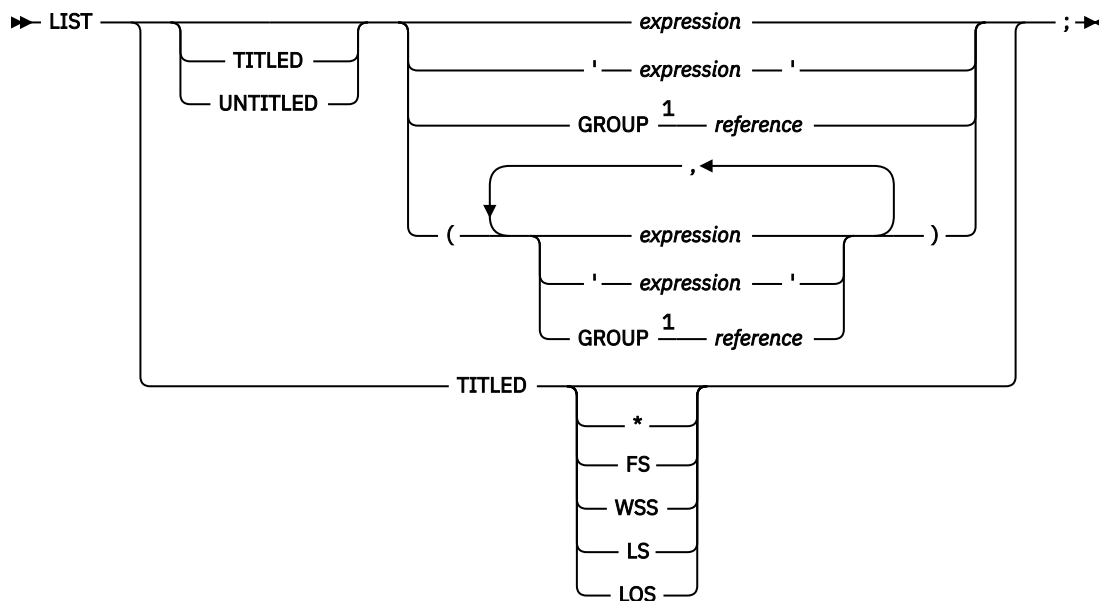 LIST expression ;
TITLED ' expression '
UNTITLED
GROUP 1 reference
,
( expression )
' expression '
GROUP 1 reference
TITLED
*
FS
WSS
LS
LOS